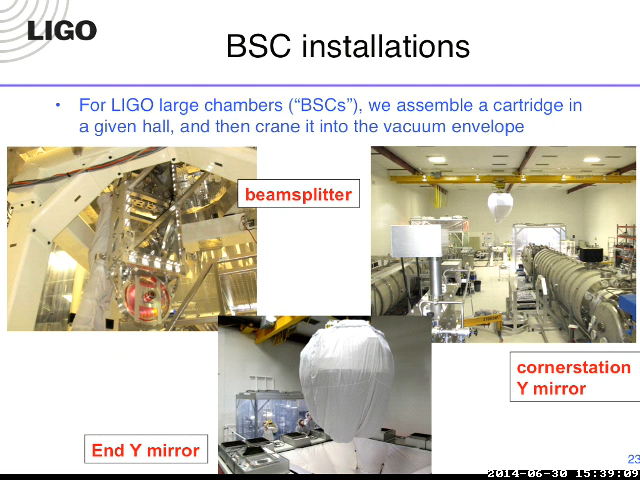 LIGO
BSC installations
• For LIGO large chambers (“BSCs”), we assemble a cartridge in
a given hall, and then crane it into the vacuum envelope
beamsplitter
cornerstation
Y mirror
End Y mirror
23
2014-06-30 15:39:09